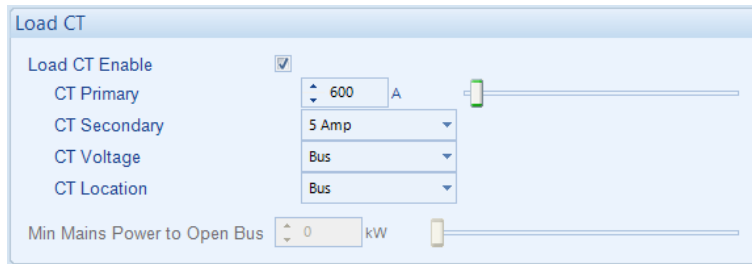 Load CT
Load CT Enable
CT Primary 600 A
CT Secondary 5 Amp
CT Voltage Bus
CT Location Bus
Min Mains Power to Open Bus 0 kW